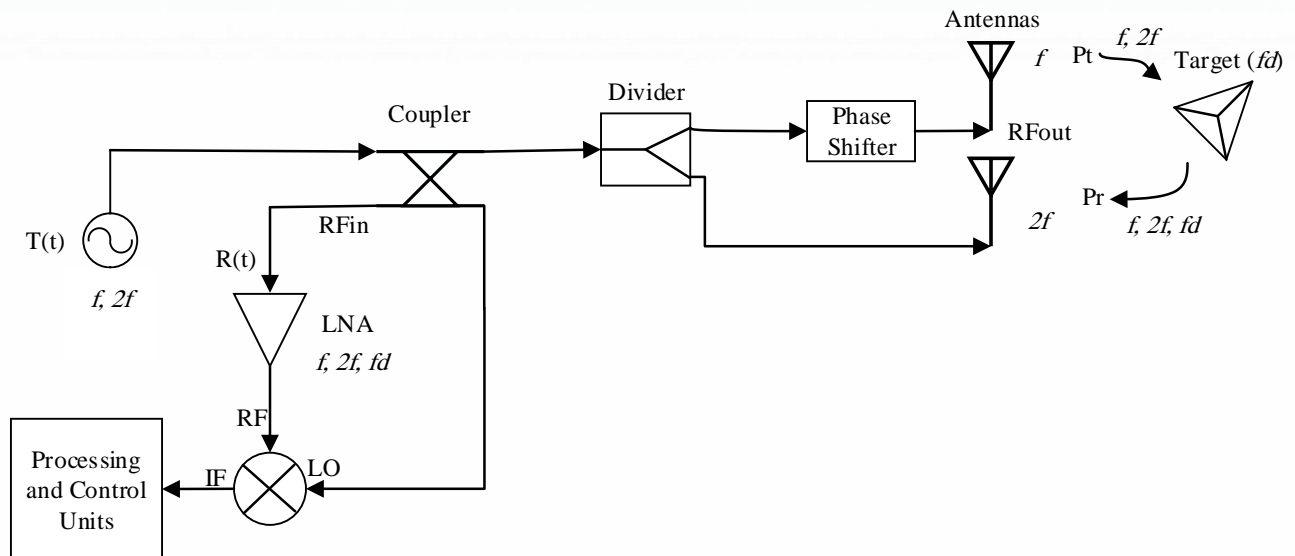 Antennas
f, 2f
f
Pt
Target (fd)
Divider
Coupler
Phase
Shifter
RFout
RFin
Pr
T(t)
2f
f, 2f, fd
R(t)
f, 2f
LNA
f, 2f, fd
RF
Processing
and Control
Units
IF
LO